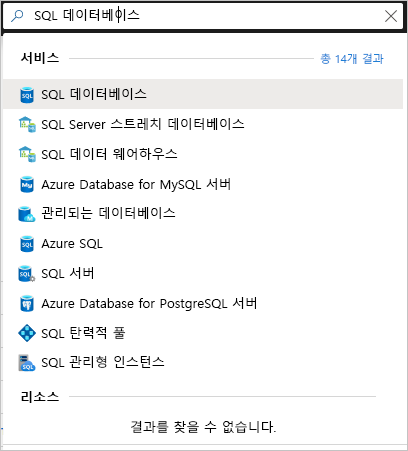 SQL 데이터베이스
서비스
총 14개 결과
SQL 데이터베이스
SQL Server 스트레치 데이터베이스
SQL 데이터 웨어하우스
Azure Database for MySQL 서버
관리되는 데이터베이스
Azure SQL
SQL 서버
Azure Database for PostgreSQL 서버
SQL 탄력적 풀
SQL 관리형 인스턴스
리소스
결과를 찾을 수 없습니다.